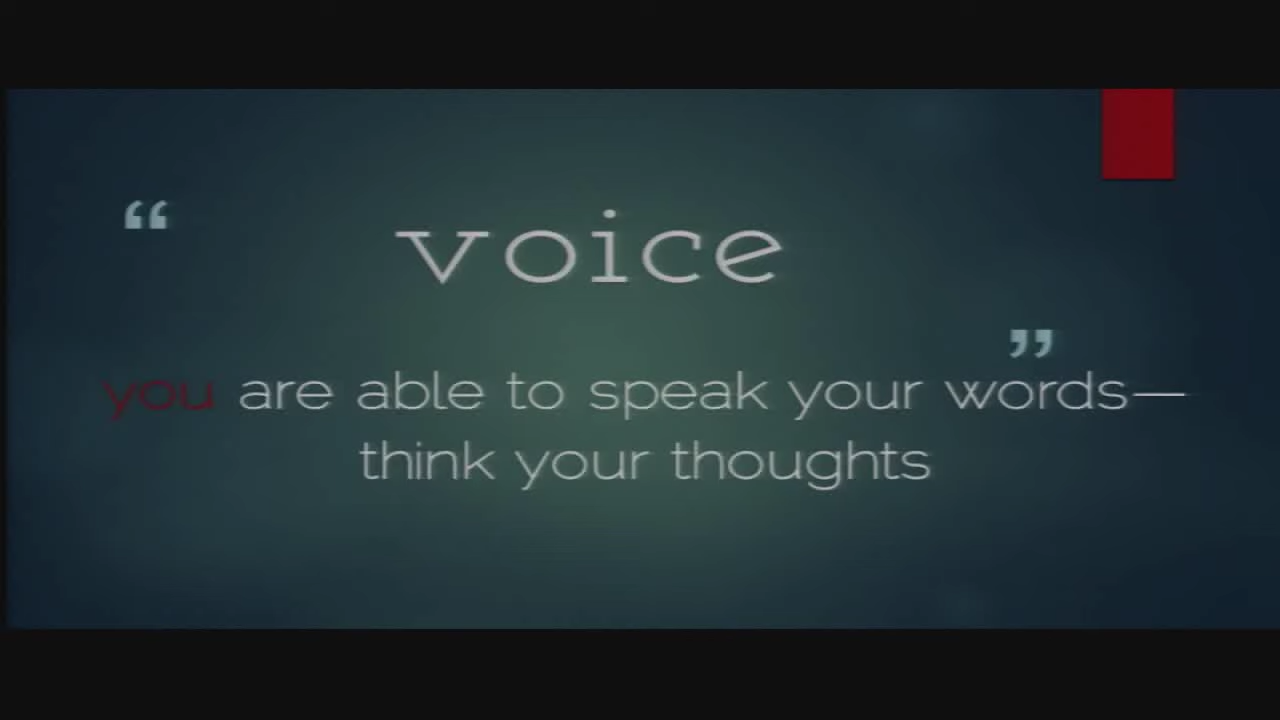 “ voice ”
you are able to speak your words—
think your thoughts